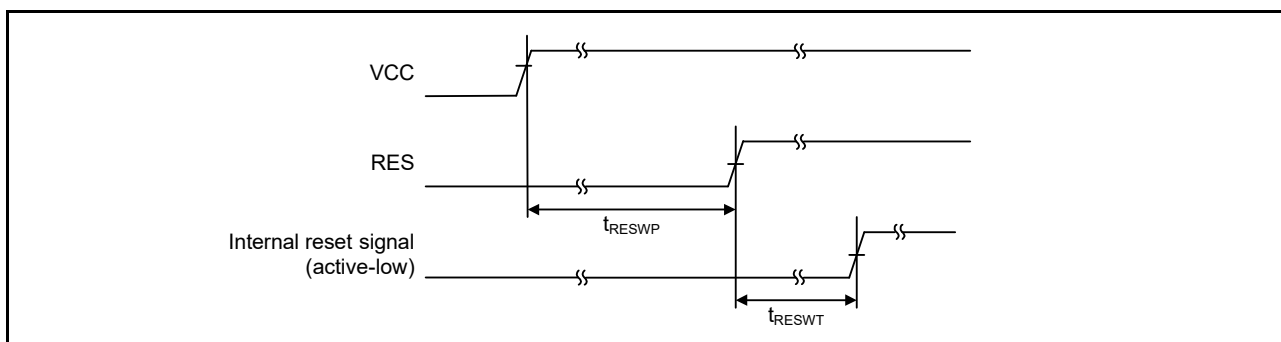 VCC
RES
tRESWP
Internal reset signal
(active-low)
tRESWT